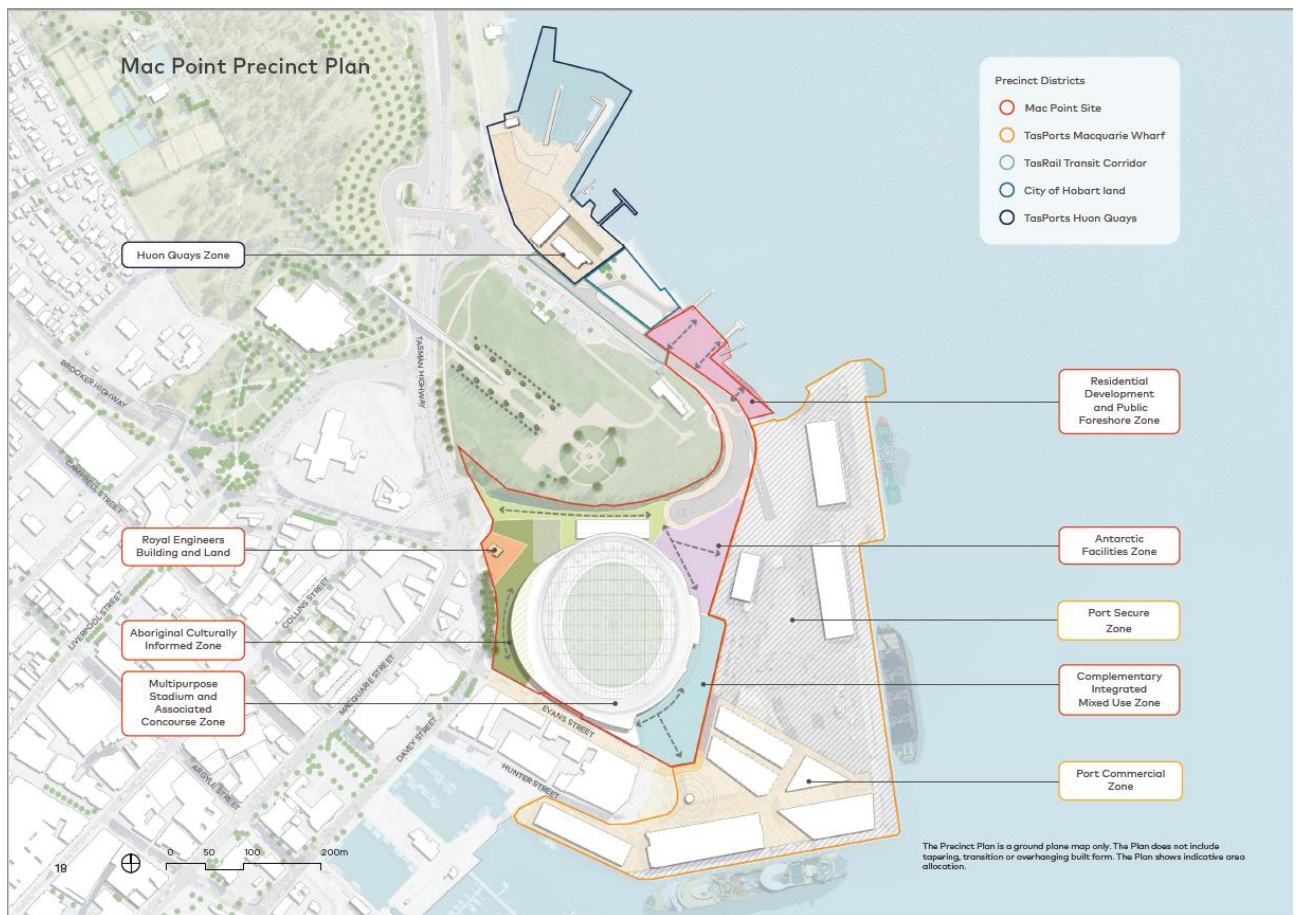 Mac Point Precinct Plan
Precinct Districts
Mac Point Site
TasPorts Macquarie Wharf
TasRail Transit Corridor
City of Hobart land
TasPorts Huon Quays
Huon Quays Zone
TASMAN HIGHWAY
BROOKER HIGHWAY
CAMPBELL STREET
Residential
Development
and Public
Foreshore Zone
Royal Engineers
Building and Land
Antarctic
Facilities Zone
LIVERPOOL STREET
COLLINS STREET
Aboriginal Culturally
Informed Zone
Port Secure
Zone
Multipurpose
Stadium and
Associated
Concourse Zone
MACQUARIE STREET
Complementary
Integrated
Mixed Use Zone
EVANS STREET
DAVEY STREET
ARGYLE STREET
HUNTER STREET
Port Commercial
Zone
18
0 50 100 200m
The Precinct Plan is a ground plane map only. The Plan does not include
tapering, transition or overhanging built form. The Plan shows indicative area
allocation.